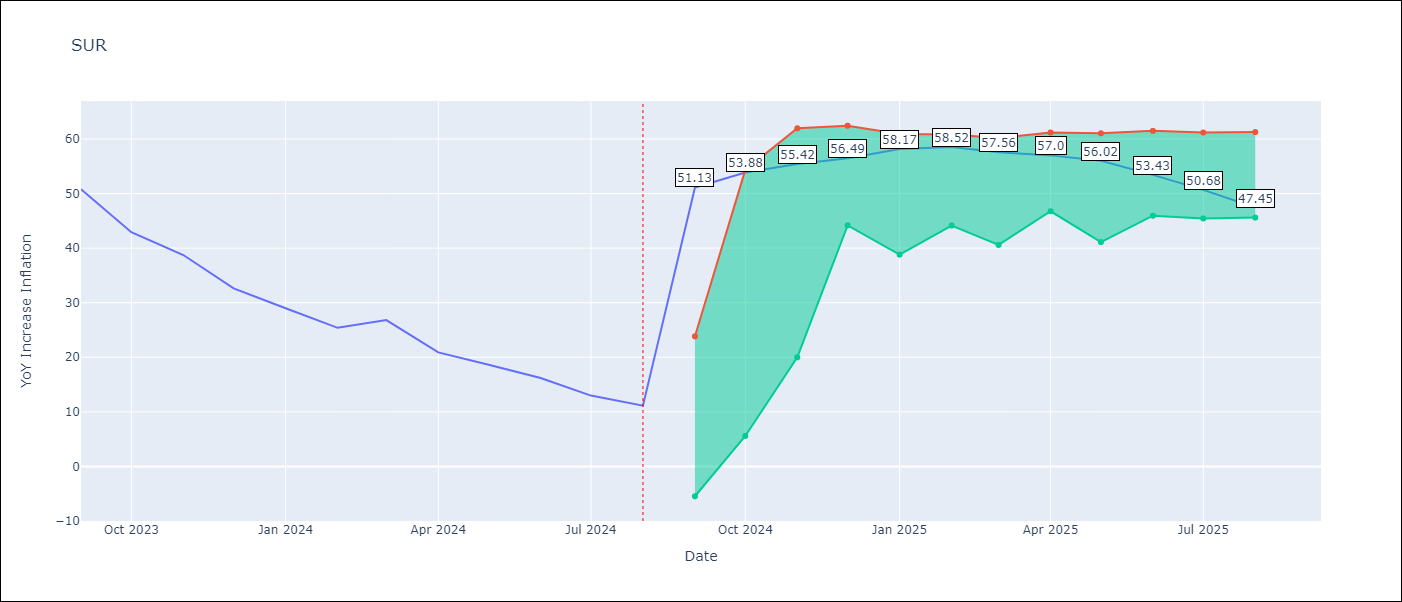 SUR
YoY Increase Inflation
60
50
40
30
20
10
0
−10
51.13
53.88
55.42
56.49
58.17
58.52
57.56
57.0
56.02
53.43
50.68
47.45
Oct 2023
Jan 2024
Apr 2024
Jul 2024
Oct 2024
Jan 2025
Apr 2025
Jul 2025
Date